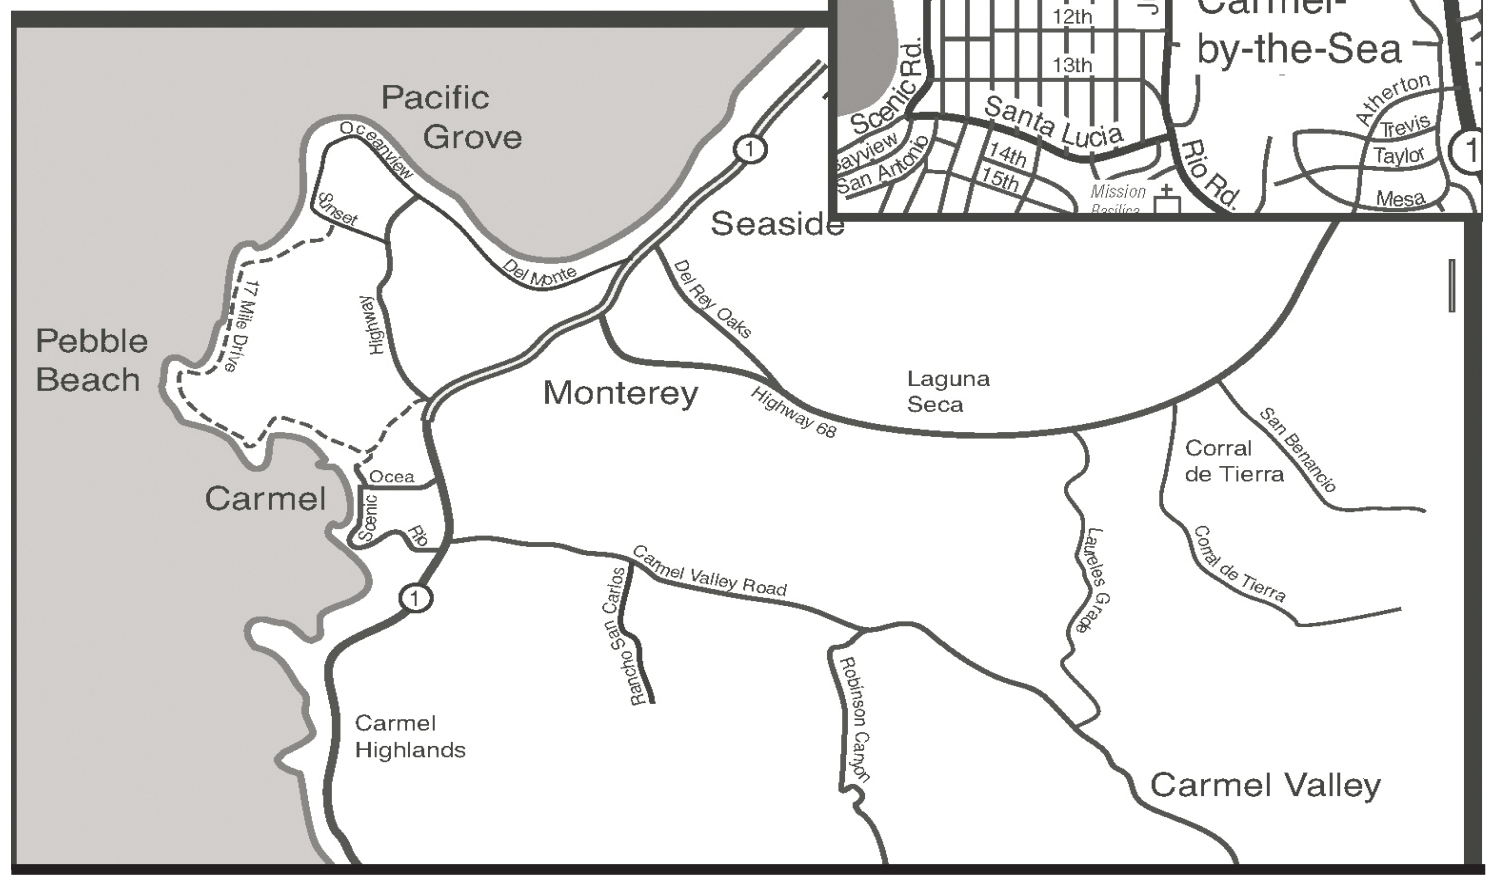 Carmel-
by-the-Sea
12th
13th
Scenic Rd.
Santa Lucia
14th
15th
San Antonio
Mission
Basilica
Rio Rd.
Atherton
Trevis
Taylor
Mesa
1
Pacific
Grove
Oceanview
Sunset
1
Seaside
Del Monte
Del Rey Oaks
17 Mile Drive
Highway
Pebble
Beach
Monterey
Highway 68
Laguna
Seca
San Benancio
Corral
de Tierra
Corral de Tierra
Carmel
Ocea
Scenic
Rio
1
Carmel Valley Road
Rancho San Carlos
Laureles Grade
Robinson Canyon
Carmel
Highlands
Carmel Valley